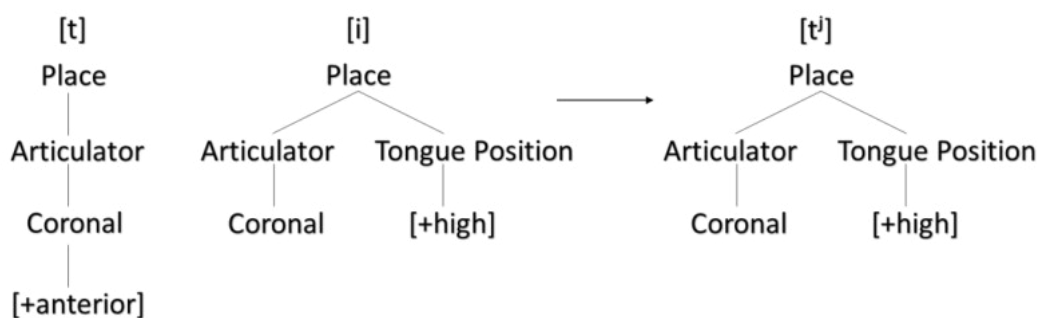 [t] [i] [tʲ]
Place Place Place
Articulator Articulator Tongue Position Articulator Tongue Position
Coronal Coronal [+high] Coronal [+high]
[+anterior]